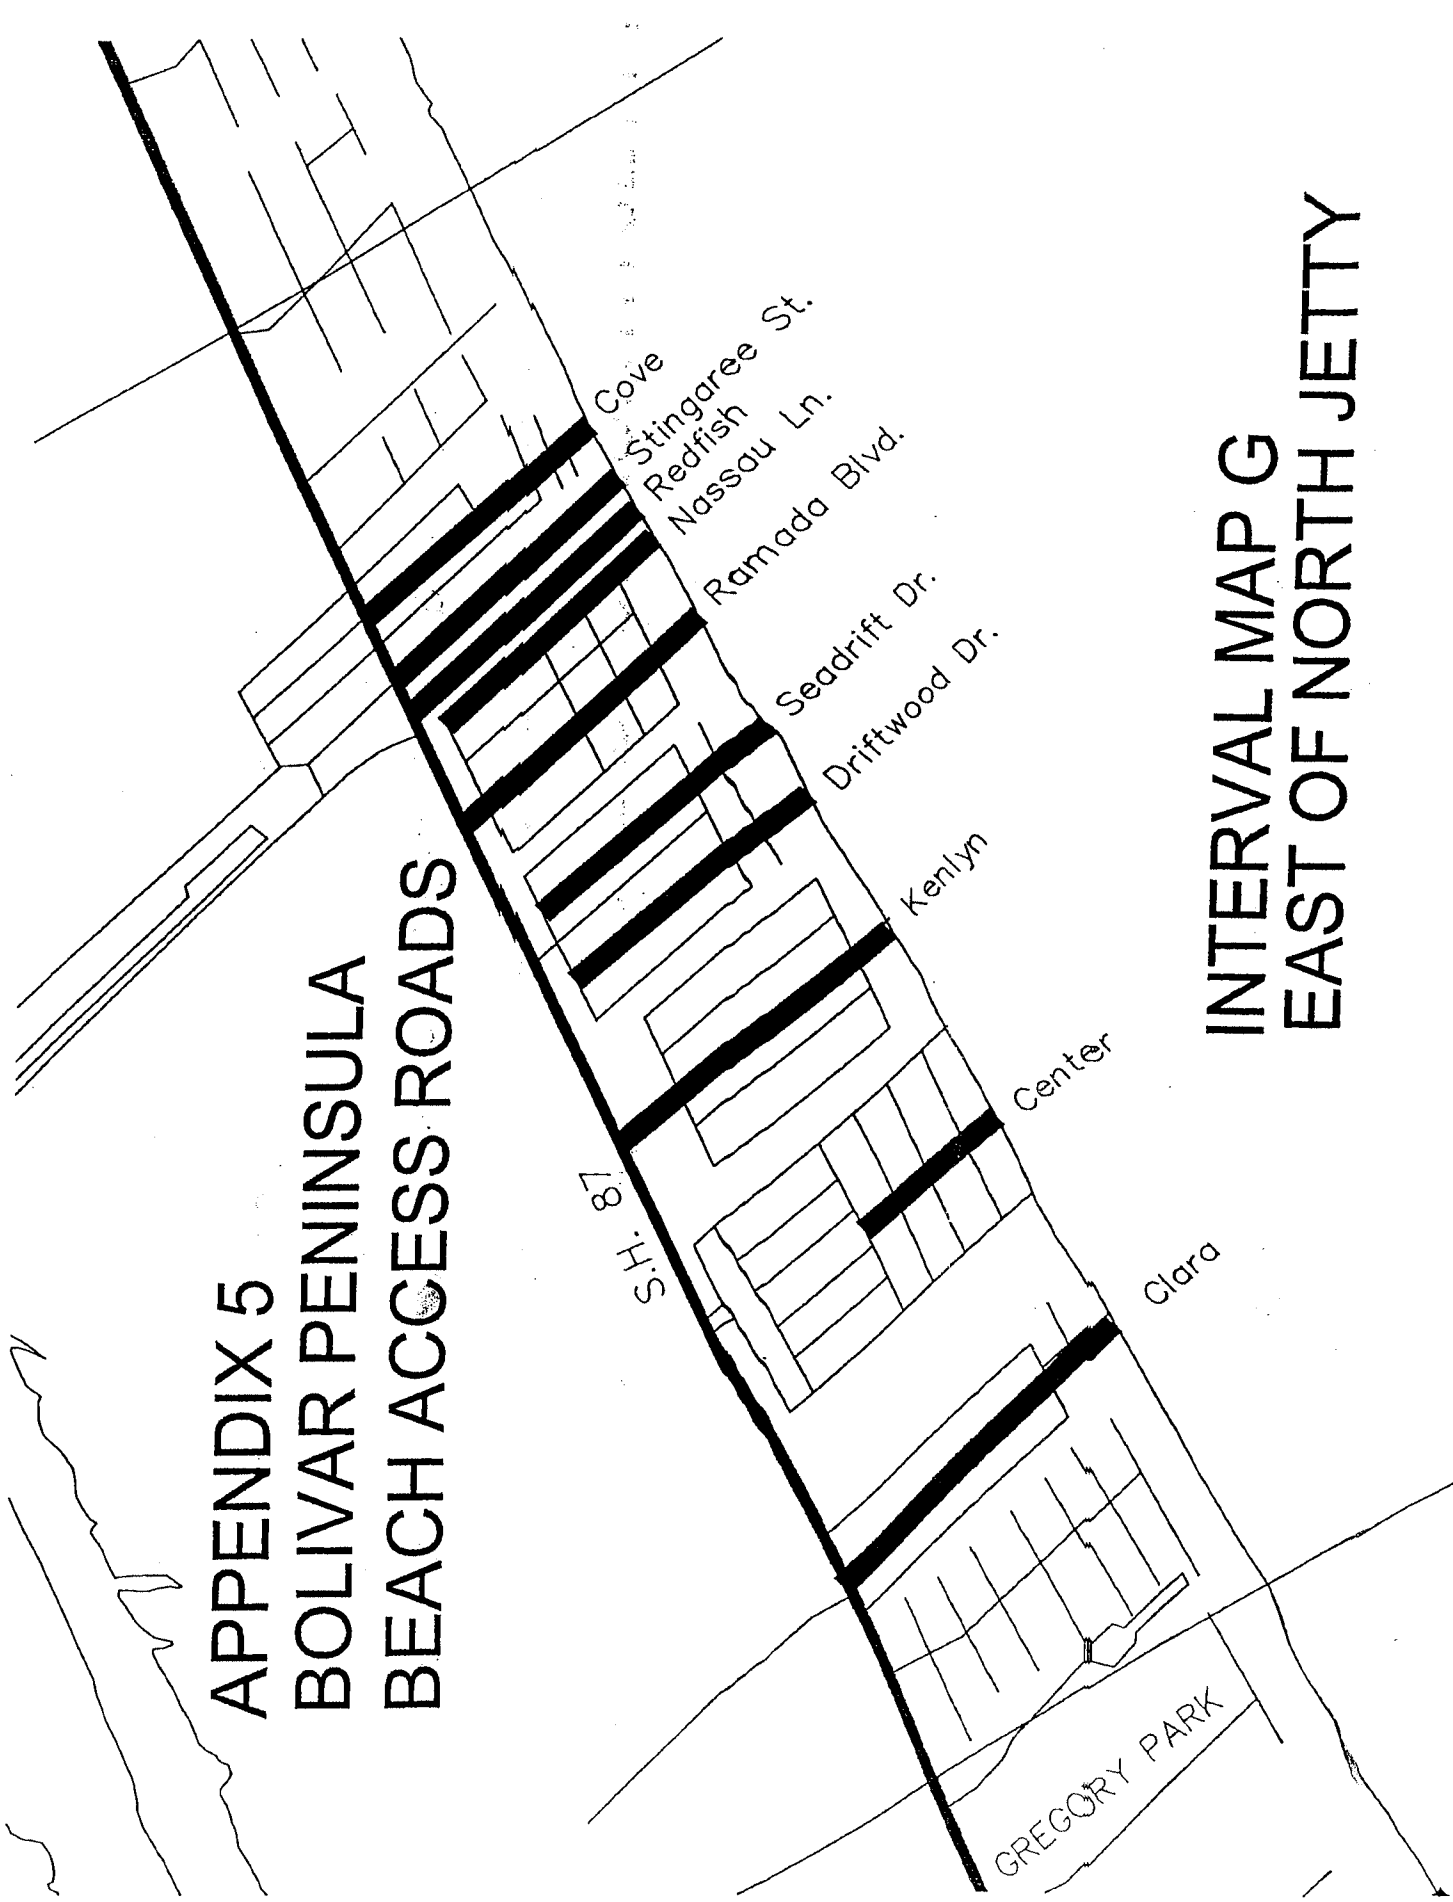 APPENDIX 5
BOLIVAR PENINSULA
BEACH ACCESS ROADS
S.H. 87
Cove
Stingaree St.
Redfish
Nassau Ln.
Ramada Blvd.
Seadrift Dr.
Driftwood Dr.
Kenlyn
Center
Clara
GREGORY PARK
INTERVAL MAP G
EAST OF NORTH JETTY